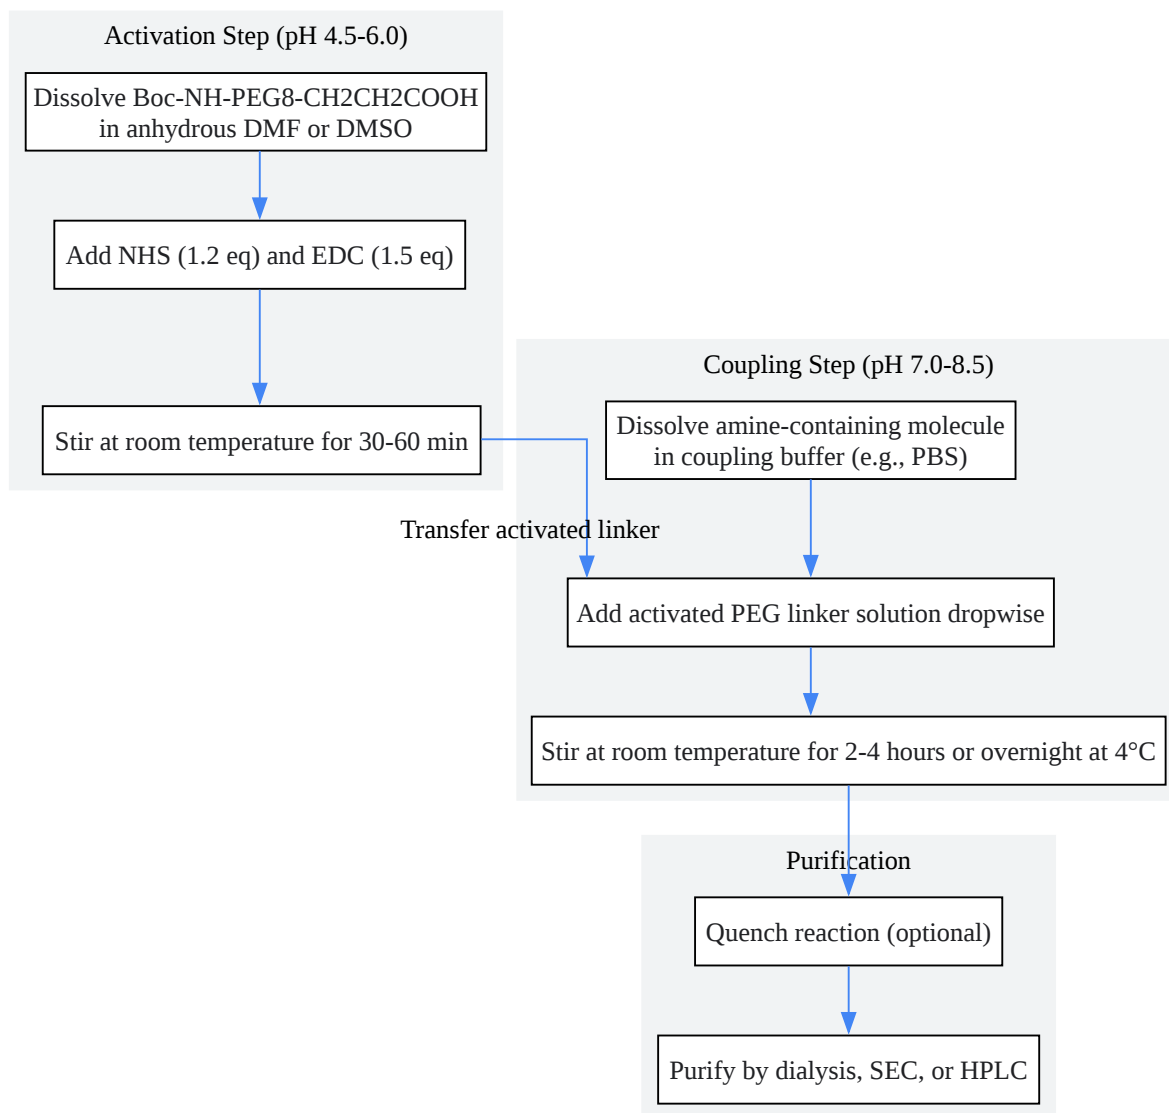 Activation Step (pH 4.5-6.0)
Dissolve Boc-NH-PEG8-CH2CH2COOH
in anhydrous DMF or DMSO
Add NHS (1.2 eq) and EDC (1.5 eq)
Stir at room temperature for 30-60 min
Transfer activated linker
Coupling Step (pH 7.0-8.5)
Dissolve amine-containing molecule
in coupling buffer (e.g., PBS)
Add activated PEG linker solution dropwise
Stir at room temperature for 2-4 hours or overnight at 4°C
Purification
Quench reaction (optional)
Purify by dialysis, SEC, or HPLC